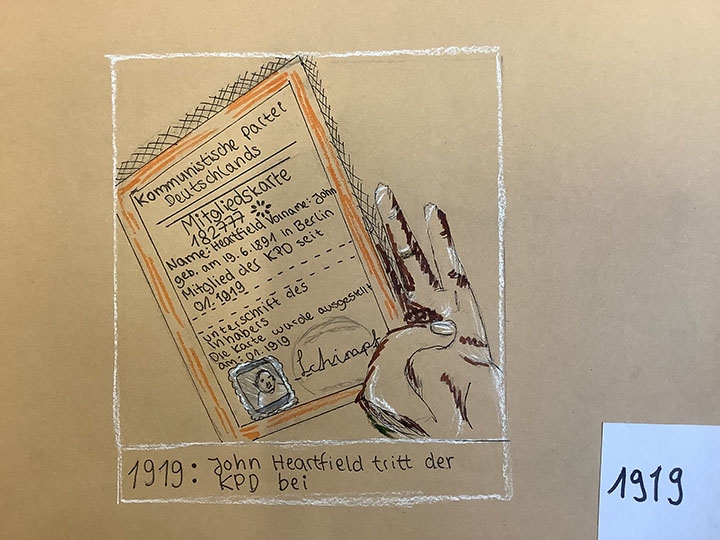 Kommunistische Partei
Deutschlands
Mitgliedskarte
182777
Name: Heartfield Vorname: John
geb. am 19.6.1891 in Berlin
Mitglied der KPD seit
01.1919
unterschrift des
Inhabers
Die Karte wurde ausgestellt
am: 01.1919
1919: John Heartfield tritt der
KPD bei
1919